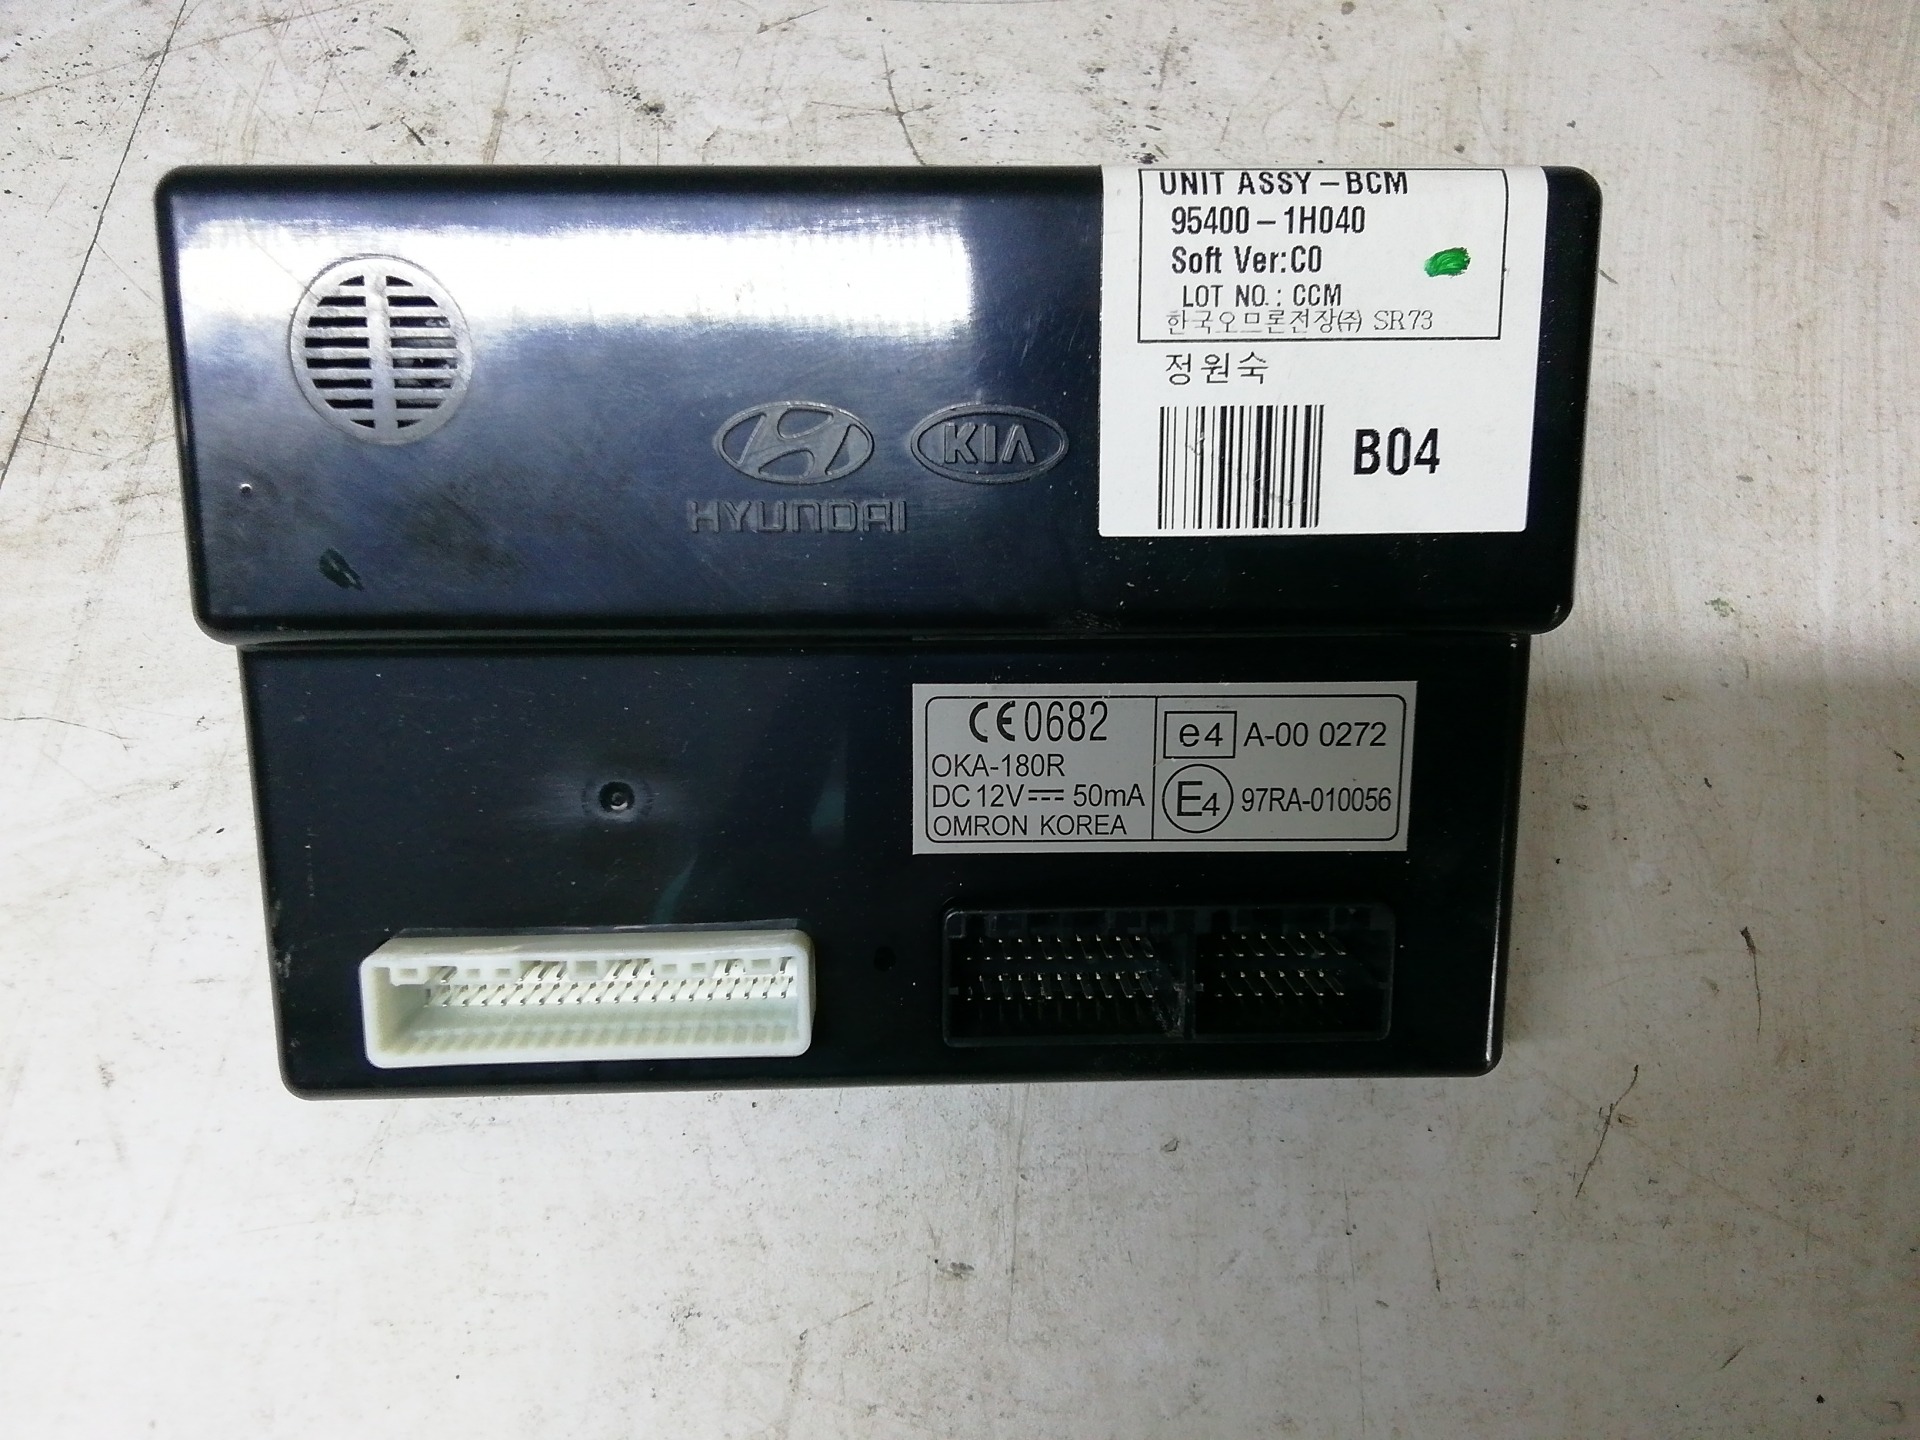 UNIT ASSY-BCM
95400-1H040
Soft Ver:C0
LOT NO.: CCM
한국오므론전장(주) SR73
정원숙
B04
KIA
HYUNDAI
CE0682
OKA-180R
DC 12V⎓50mA
OMRON KOREA
e4 A-00 0272
E4 97RA-010056